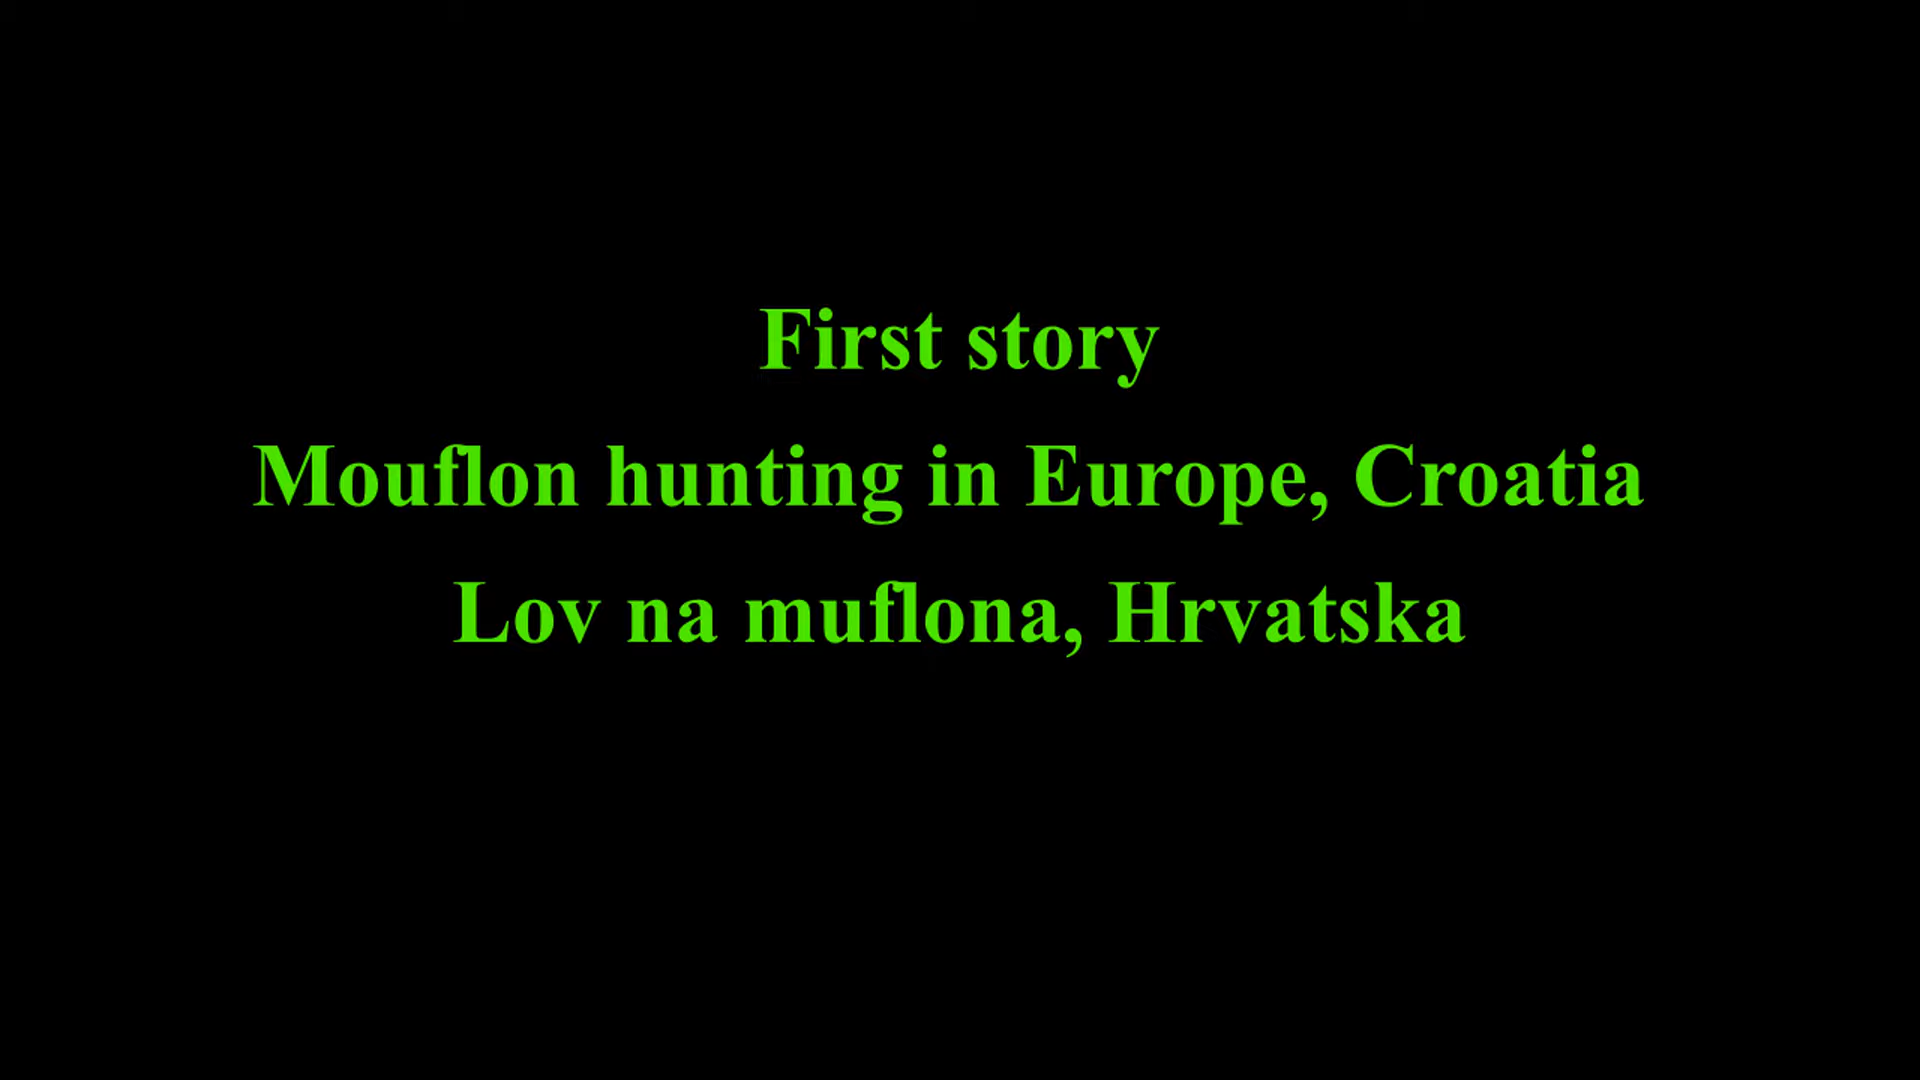 First story
Mouflon hunting in Europe, Croatia
Lov na muflona, Hrvatska